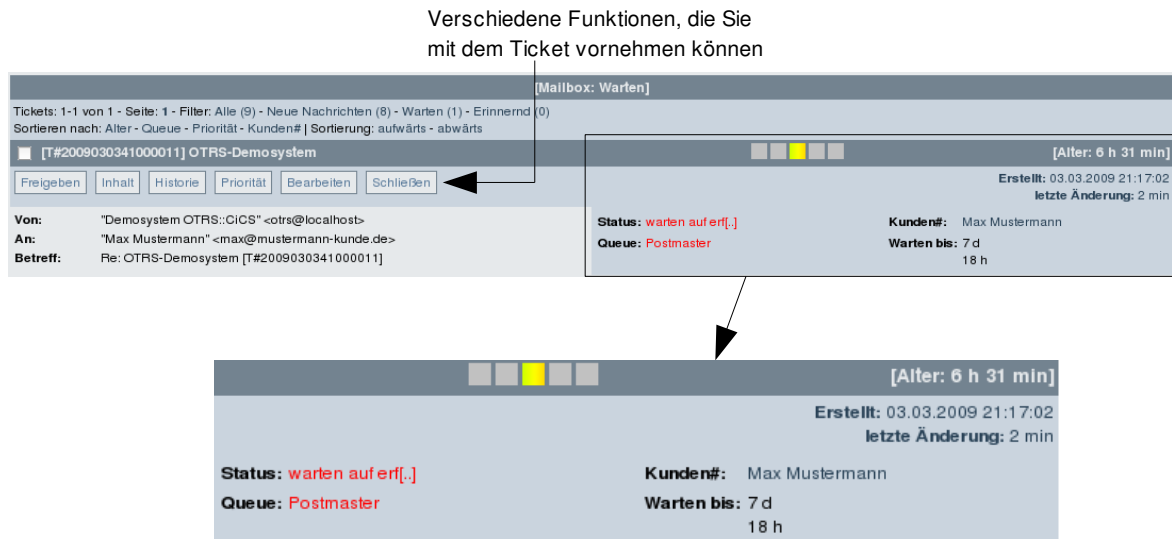 Verschiedene Funktionen, die Sie
mit dem Ticket vornehmen können
[Mailbox: Warten]
Tickets: 1-1 von 1 - Seite: 1 - Filter: Alle (9) - Neue Nachrichten (8) - Warten (1) - Erinnernd (0)
Sortieren nach: Alter - Queue - Priorität - Kunden# | Sortierung: aufwärts - abwärts
[T#2009030341000011] OTRS-Demosystem [Alter: 6 h 31 min]
Freigeben Inhalt Historie Priorität Bearbeiten Schließen
Erstellt: 03.03.2009 21:17:02
letzte Änderung: 2 min
Von: "Demosystem OTRS::CiCS" <otrs@localhost>
An: "Max Mustermann" <max@mustermann-kunde.de>
Betreff: Re: OTRS-Demosystem [T#2009030341000011]
Status: warten auf erf[..] Kunden#: Max Mustermann
Queue: Postmaster Warten bis: 7 d
18 h
[Alter: 6 h 31 min]
Erstellt: 03.03.2009 21:17:02
letzte Änderung: 2 min
Status: warten auf erf[..] Kunden#: Max Mustermann
Queue: Postmaster Warten bis: 7 d
18 h